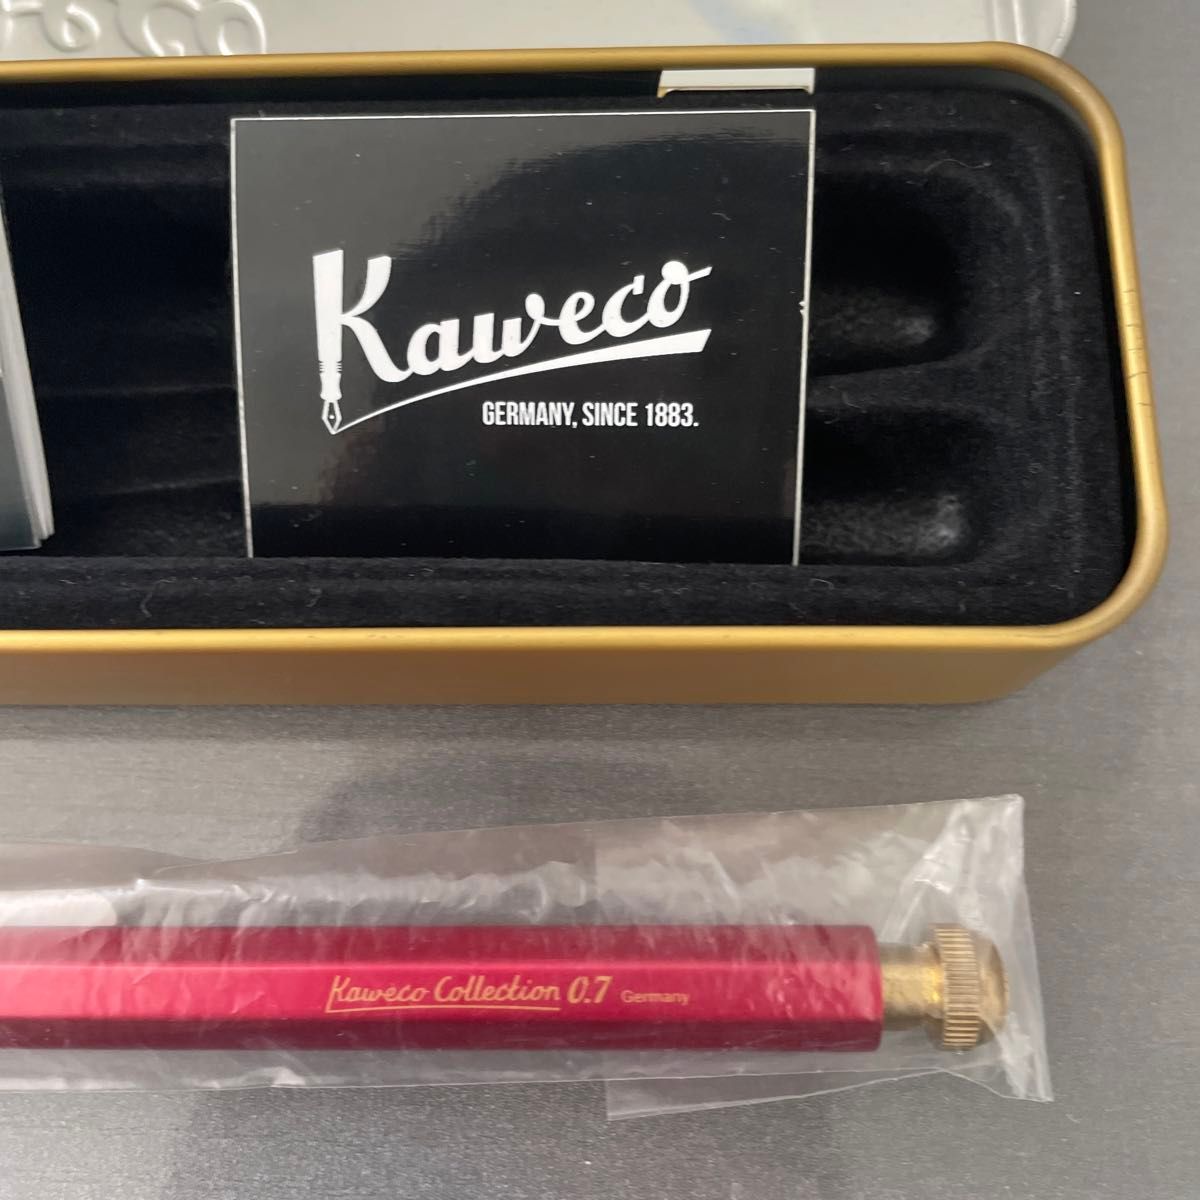 Kaweco
GERMANY, SINCE 1883.
Kaweco Collection 0.7 Germany